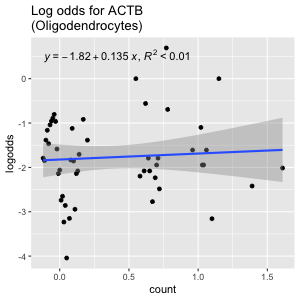 Log odds for ACTB
(Oligodendrocytes)
y = −1.82 + 0.135 x, R² < 0.01
0
-1
-2
-3
-4
logodds
0.0 0.5 1.0 1.5
count